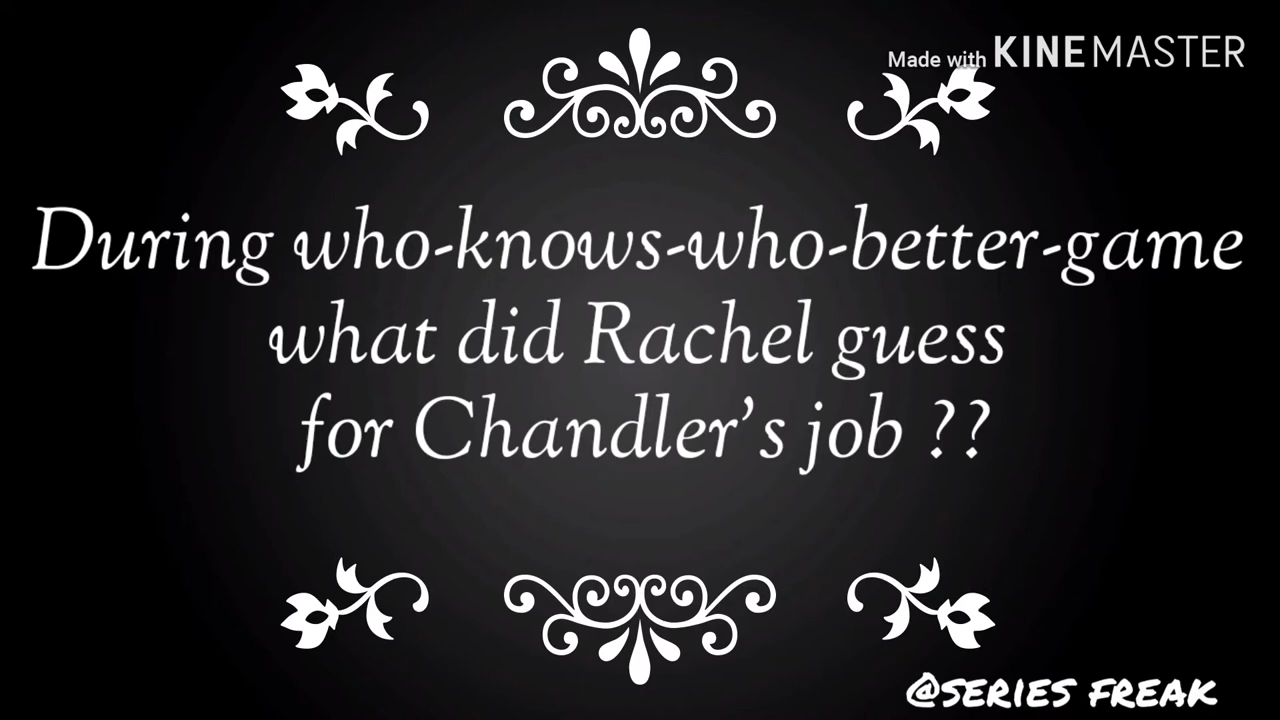 Made with KINEMASTER
During who-knows-who-better-game
what did Rachel guess
for Chandler's job ??
@SERIES FREAK